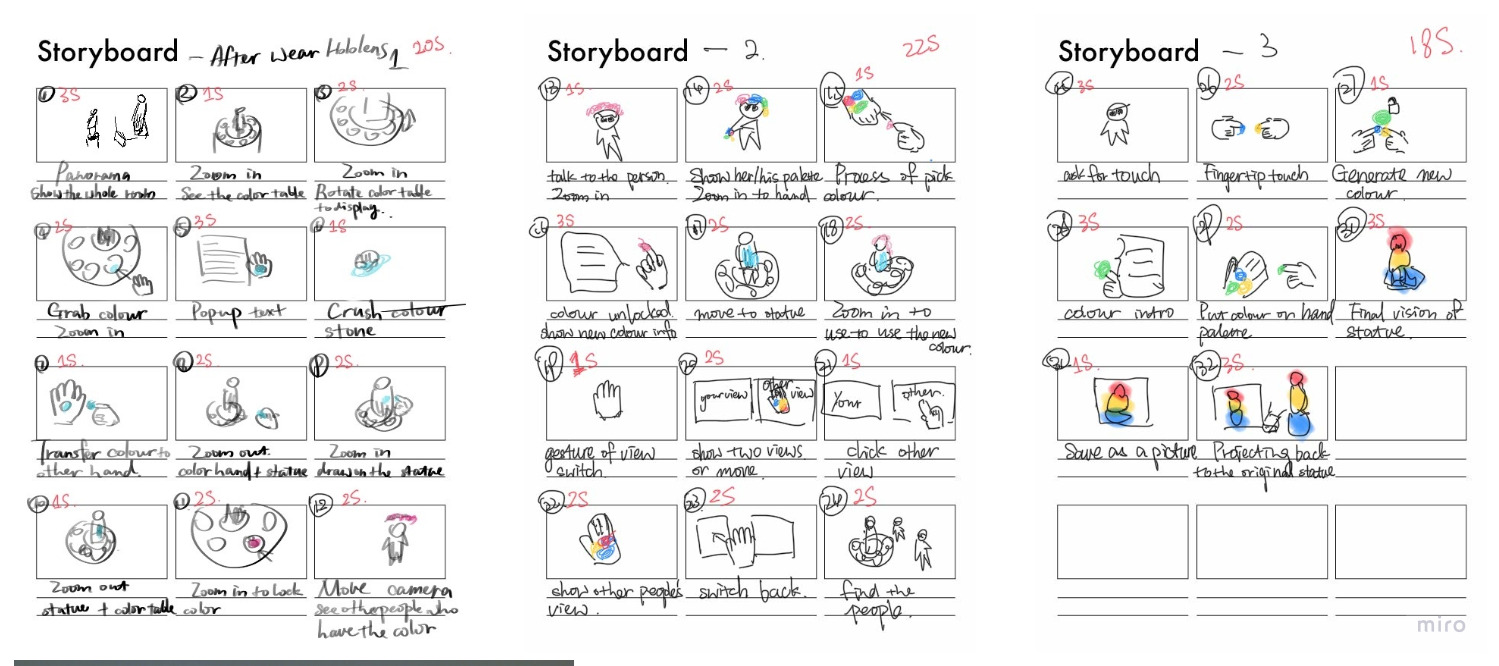 Storyboard - After wear Hololens 1 20S.
① 3S
② 1S
③ 2S
Panorama
Show the whole room
Zoom in
See the color table
Zoom in
Rotate color table
to display.
④ 2S
⑤ 3S
⑥ 1S
Grab colour
Zoom in
Popup text
Crush colour
stone
⑦ 1S
⑧ 2S
⑨ 2S
Transfer colour to
other hand
Zoom out
color hand + statue
Zoom in
draw on the statue
⑩ 1S
⑪ 2S
⑫ 2S.
Zoom out
statue + color table
Zoom in to lock
color
Move camera
see other people who
have the color
Storyboard - 2. 22S
⑬ 1S
⑭ 2S
⑮ 1S
talk to the person.
Zoom in
Show her/his palette
Zoom in to hand
Process of pick
colour.
⑯ 3S
⑰ 2S
⑱ 2S
colour unlocked.
show new colour info
move to statue
Zoom in to
use to use the new
colour.
⑲ 1S
⑳ 2S
㉑ 1S
your view
other view
Your
other.
gesture of view
switch.
show two views
or move.
click other
view
㉒ 2S
㉓ 2S
㉔ 2S
show other people's
view.
switch back.
find the
people.
Storyboard - 3 18S.
㉕ 3S
㉖ 2S
㉗ 1S
ask for touch
Fingertip touch
Generate new
colour.
㉘ 3S
㉙ 2S
㉚ 3S
colour intro
Put colour on hand
palette
Final vision of
statue.
㉛ 1S
㉜ 3S
Save as a picture
Projecting back
to the original statue
miro